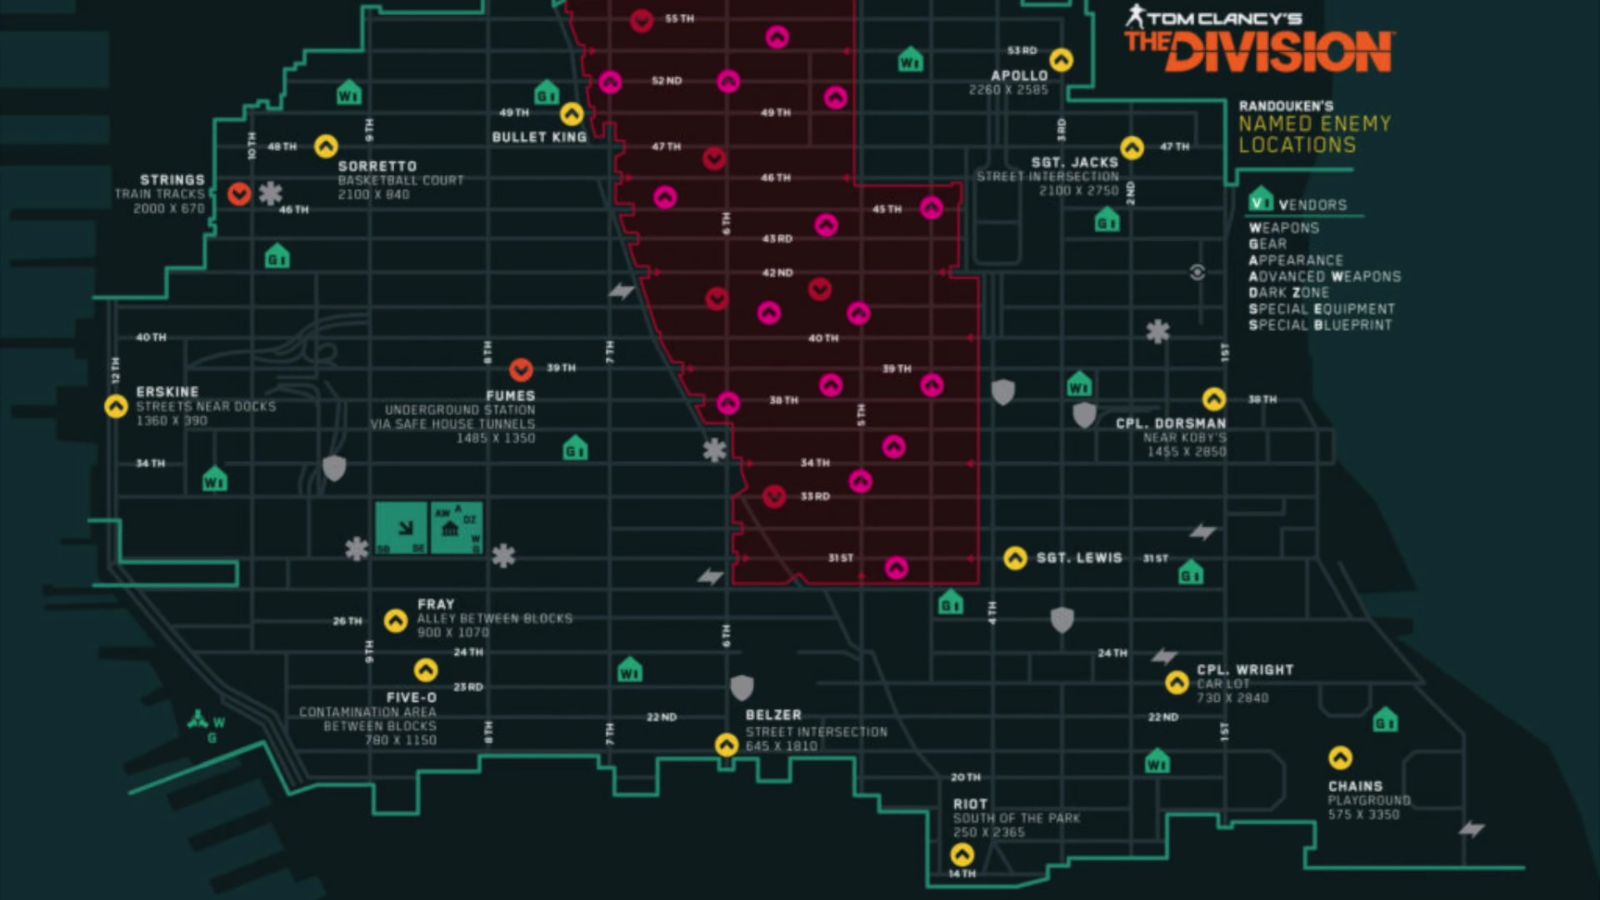 TOM CLANCY'S
THE DIVISION
RANDOUKEN'S
NAMED ENEMY
LOCATIONS
V
VENDORS
WEAPONS
GEAR
APPEARANCE
ADVANCED WEAPONS
DARK ZONE
SPECIAL EQUIPMENT
SPECIAL BLUEPRINT
55 TH
53 RD
APOLLO
2260 X 2585
W
W
G
52 ND
49 TH
BULLET KING
49 TH
10 TH
9 TH
48 TH
SORRETTO
BASKETBALL COURT
2100 X 840
47 TH
3RD
47 TH
SGT. JACKS
STREET INTERSECTION
2100 X 2750
2 ND
STRINGS
TRAIN TRACKS
2000 X 670
46 TH
46 TH
45 TH
6 TH
43 RD
G
G
42 ND
40 TH
40 TH
12 TH
8 TH
7 TH
1ST
39 TH
39 TH
FUMES
UNDERGROUND STATION
VIA SAFE HOUSE TUNNELS
1485 X 1350
ERSKINE
STREETS NEAR DOCKS
1360 X 390
W
38 TH
5 TH
38 TH
CPL. DORSMAN
NEAR KOBY'S
1455 X 2850
G
34 TH
34 TH
W
33 RD
AW
A
DZ
W
G
SE
31 ST
SGT. LEWIS
31 ST
G
G
4 TH
FRAY
ALLEY BETWEEN BLOCKS
900 X 1070
26 TH
9 TH
6 TH
24 TH
24 TH
FIVE-O
CONTAMINATION AREA
BETWEEN BLOCKS
780 X 1150
23 RD
W
CPL. WRIGHT
CAR LOT
730 X 2840
22 ND
22 ND
BELZER
STREET INTERSECTION
645 X 1810
8 TH
7 TH
1ST
W
G
G
W
20 TH
CHAINS
PLAYGROUND
575 X 3350
RIOT
SOUTH OF THE PARK
250 X 2365
14 TH